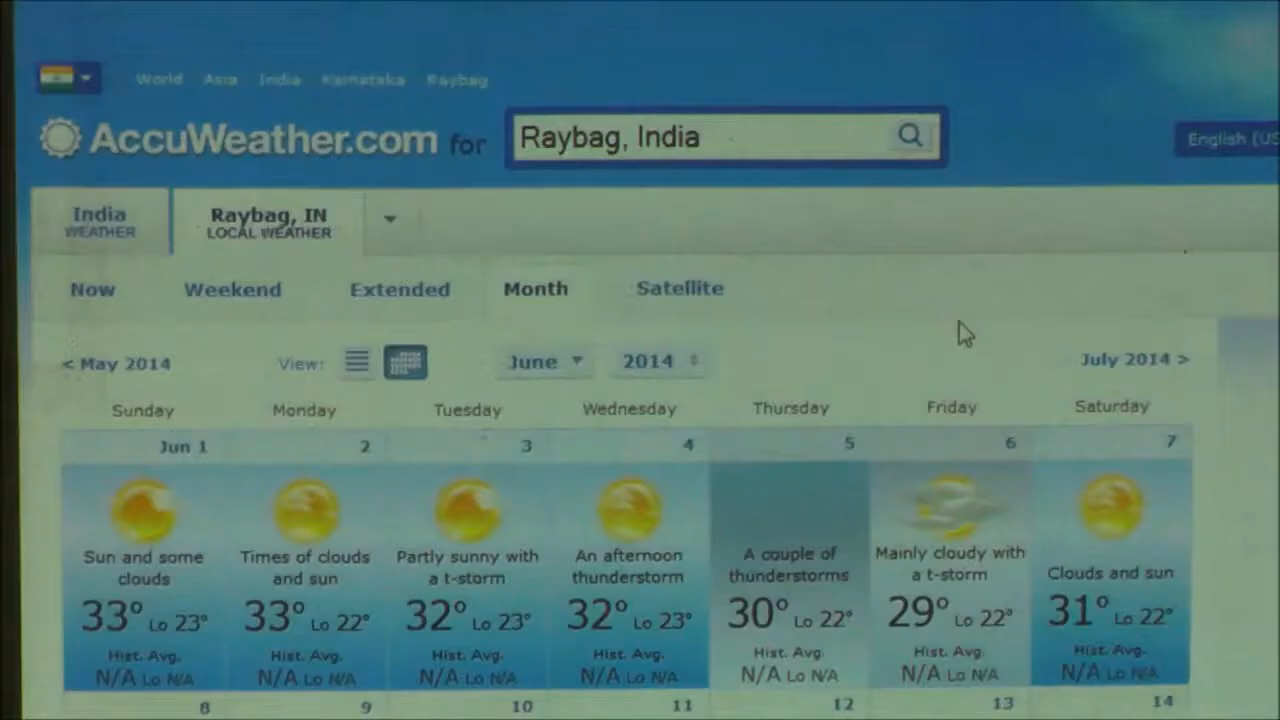 World Asia India Karnataka Raybag
AccuWeather.com for Raybag, India
English (US
India
WEATHER
Raybag, IN
LOCAL WEATHER
Now Weekend Extended Month Satellite
< May 2014 View: June 2014 July 2014 >
Sunday Monday Tuesday Wednesday Thursday Friday Saturday
Jun 1 2 3 4 5 6 7
Sun and some clouds
33° Lo 23°
Hist. Avg.
N/A Lo N/A
Times of clouds and sun
33° Lo 22°
Hist. Avg.
N/A Lo N/A
Partly sunny with a t-storm
32° Lo 23°
Hist. Avg.
N/A Lo N/A
An afternoon thunderstorm
32° Lo 23°
Hist. Avg.
N/A Lo N/A
A couple of thunderstorms
30° Lo 22°
Hist. Avg.
N/A Lo N/A
Mainly cloudy with a t-storm
29° Lo 22°
Hist. Avg.
N/A Lo N/A
Clouds and sun
31° Lo 22°
Hist. Avg.
N/A Lo N/A
8 9 10 11 12 13 14